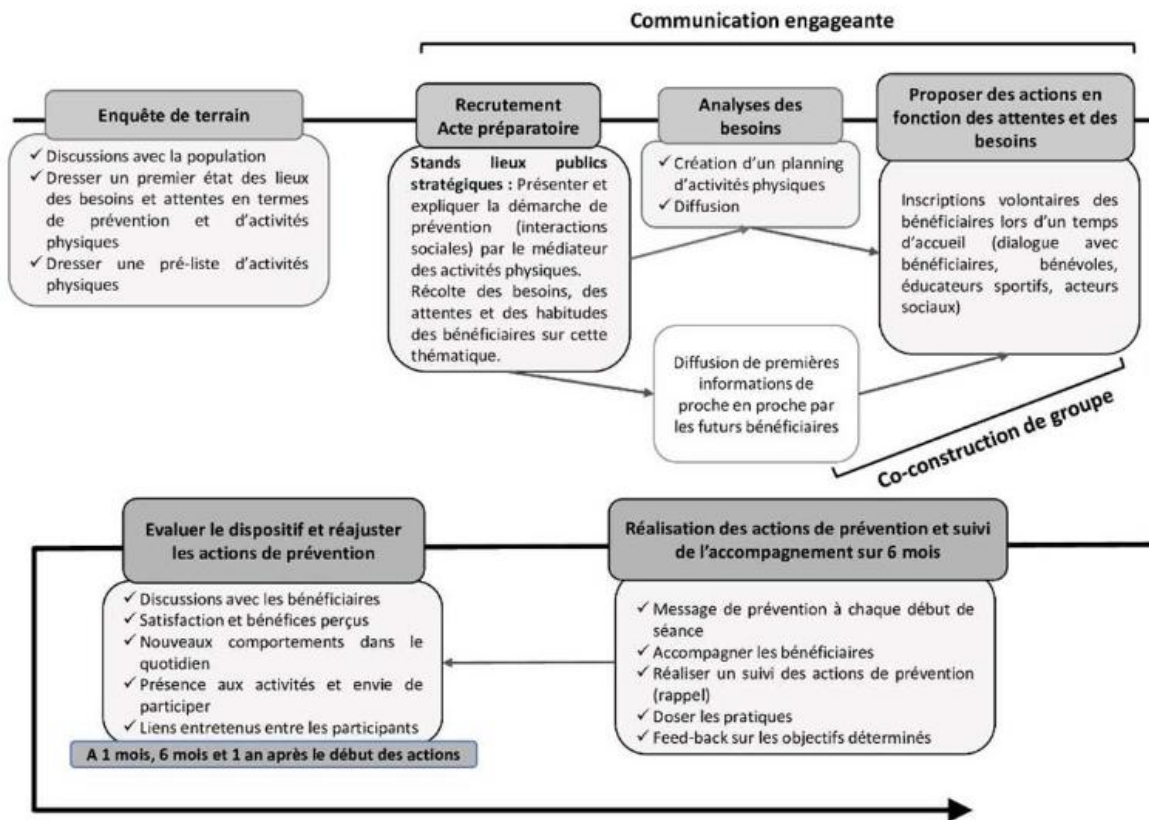 Communication engageante
Enquête de terrain
✓ Discussions avec la population
✓ Dresser un premier état des lieux
des besoins et attentes en termes
de prévention et d'activités
physiques
✓ Dresser une pré-liste d'activités
physiques
Recrutement
Acte préparatoire
Stands lieux publics
stratégiques : Présenter et
expliquer la démarche de
prévention (interactions
sociales) par le médiateur
des activités physiques.
Récolte des besoins, des
attentes et des habitudes
des bénéficiaires sur cette
thématique.
Analyses des
besoins
✓ Création d'un planning
d'activités physiques
✓ Diffusion
Diffusion de premières
informations de
proche en proche par
les futurs bénéficiaires
Proposer des actions en
fonction des attentes et des
besoins
Inscriptions volontaires des
bénéficiaires lors d'un temps
d'accueil (dialogue avec
bénéficiaires, bénévoles,
éducateurs sportifs, acteurs
sociaux)
Co-construction de groupe
Evaluer le dispositif et réajuster
les actions de prévention
✓ Discussions avec les bénéficiaires
✓ Satisfaction et bénéfices perçus
✓ Nouveaux comportements dans le
quotidien
✓ Présence aux activités et envie de
participer
✓ Liens entretenus entre les participants
A 1 mois, 6 mois et 1 an après le début des actions
Réalisation des actions de prévention et suivi
de l'accompagnement sur 6 mois
✓ Message de prévention à chaque début de
séance
✓ Accompagner les bénéficiaires
✓ Réaliser un suivi des actions de prévention
(rappel)
✓ Doser les pratiques
✓ Feed-back sur les objectifs déterminés